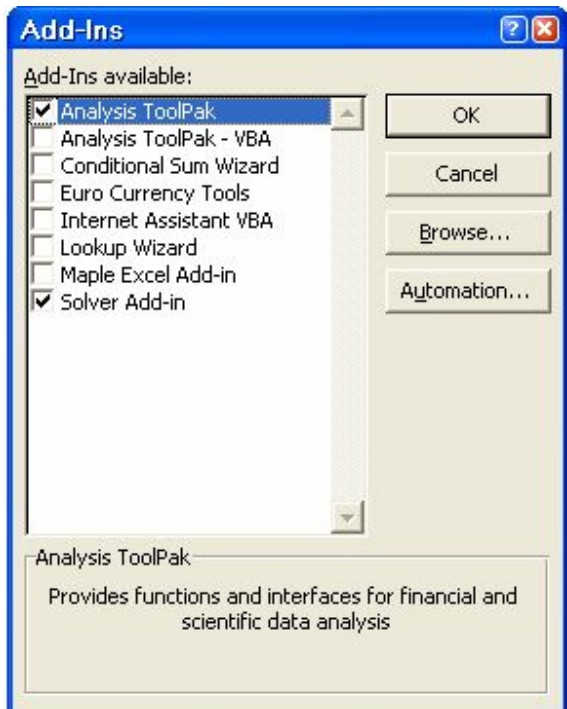 Add-Ins
Add-Ins available:
Analysis ToolPak
Analysis ToolPak - VBA
Conditional Sum Wizard
Euro Currency Tools
Internet Assistant VBA
Lookup Wizard
Maple Excel Add-in
Solver Add-in
OK
Cancel
Browse...
Automation...
Analysis ToolPak
Provides functions and interfaces for financial and
scientific data analysis